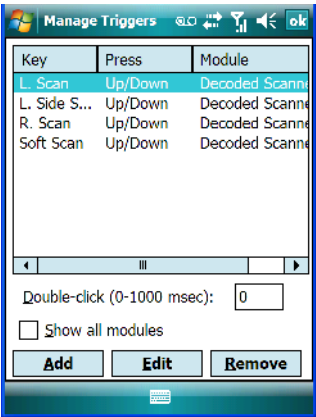 Manage Triggers ok
Key Press Module
L. Scan Up/Down Decoded Scanne
L. Side S... Up/Down Decoded Scanne
R. Scan Up/Down Decoded Scanne
Soft Scan Up/Down Decoded Scanne
Double-click (0-1000 msec): 0
Show all modules
Add Edit Remove